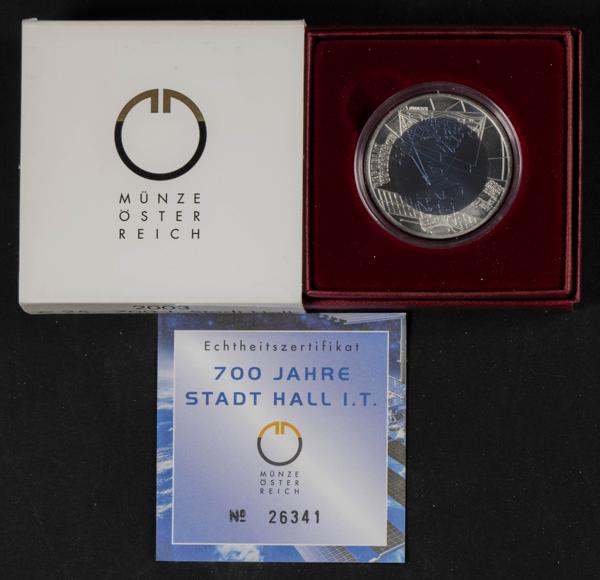 MÜNZE
ÖSTER
REICH
2003
Echtheitszertifikat
700 JAHRE
STADT HALL I.T.
MÜNZE
ÖSTER
REICH
Nº 26341